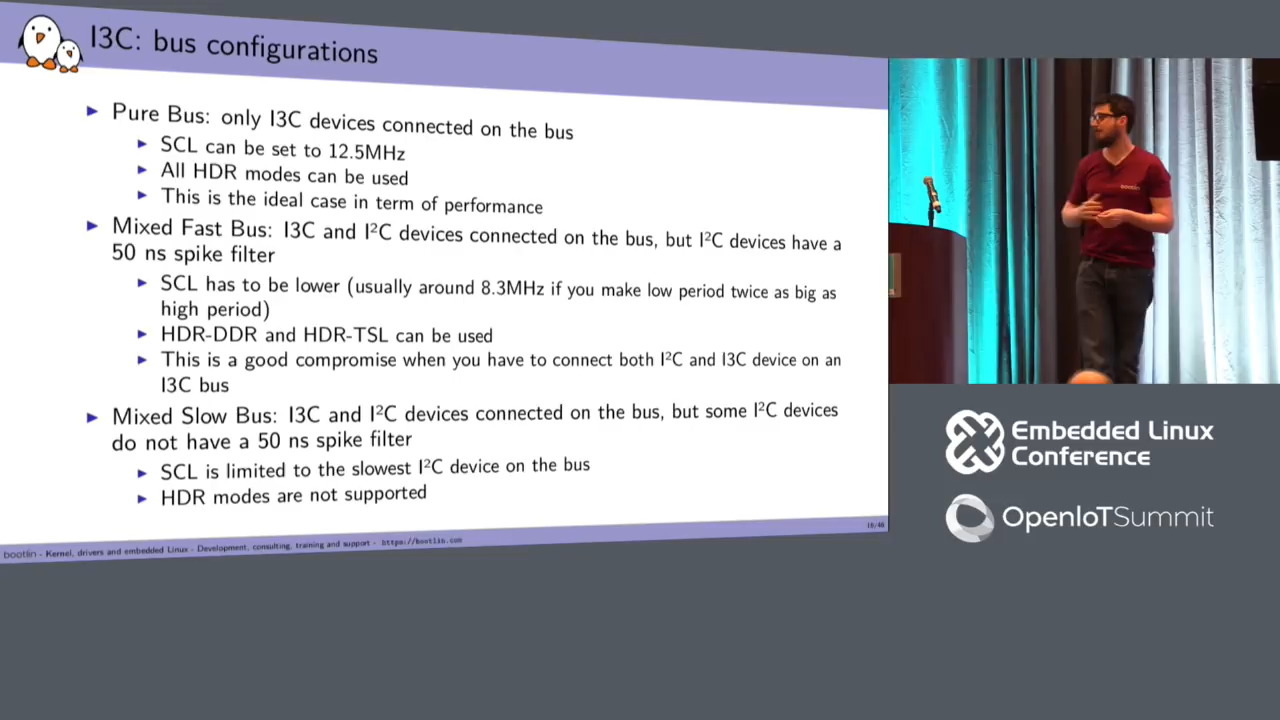 I3C: bus configurations
▶ Pure Bus: only I3C devices connected on the bus
▶ SCL can be set to 12.5MHz
▶ All HDR modes can be used
▶ This is the ideal case in term of performance
▶ Mixed Fast Bus: I3C and I²C devices connected on the bus, but I²C devices have a
50 ns spike filter
▶ SCL has to be lower (usually around 8.3MHz if you make low period twice as big as
high period)
▶ HDR-DDR and HDR-TSL can be used
▶ This is a good compromise when you have to connect both I²C and I3C device on an
I3C bus
▶ Mixed Slow Bus: I3C and I²C devices connected on the bus, but some I²C devices
do not have a 50 ns spike filter
▶ SCL is limited to the slowest I²C device on the bus
▶ HDR modes are not supported
bootlin - Kernel, drivers and embedded Linux - Development, consulting, training and support - https://bootlin.com
bootlin
Embedded Linux
Conference
OpenIoTSummit